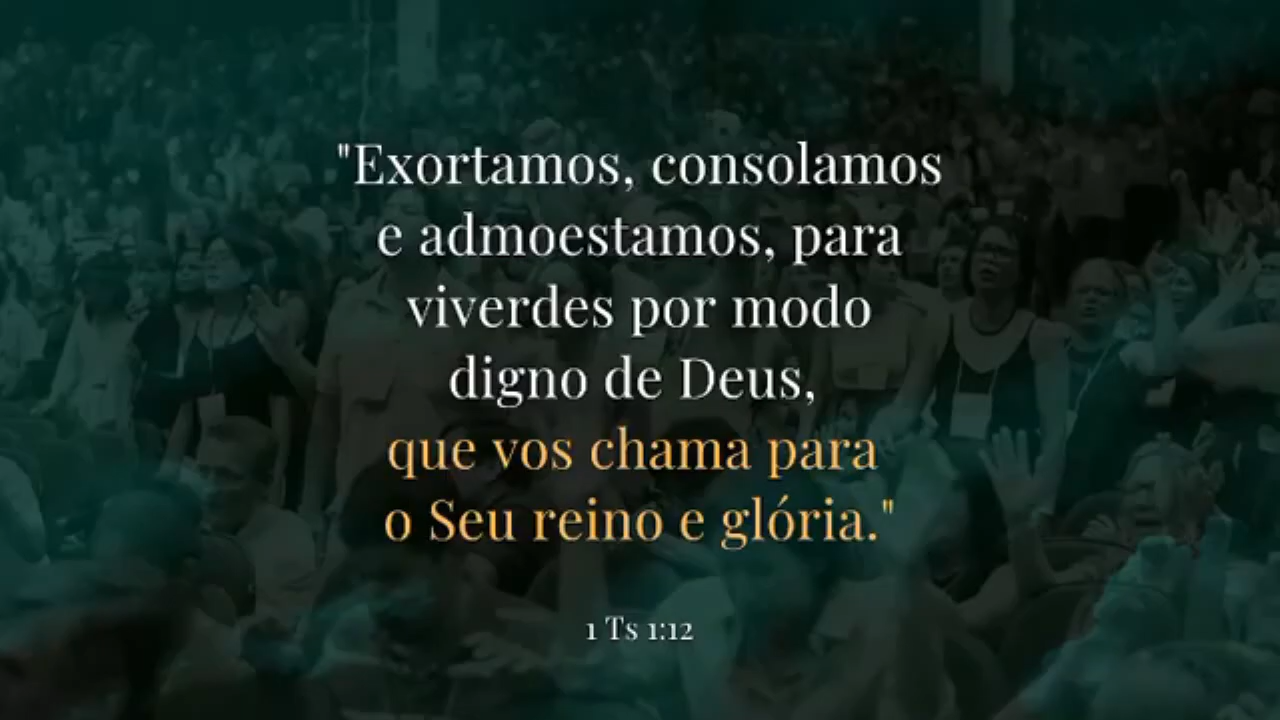 "Exortamos, consolamos
e admoestamos, para
viverdes por modo
digno de Deus,
que vos chama para
o Seu reino e glória."
1 Ts 1:12